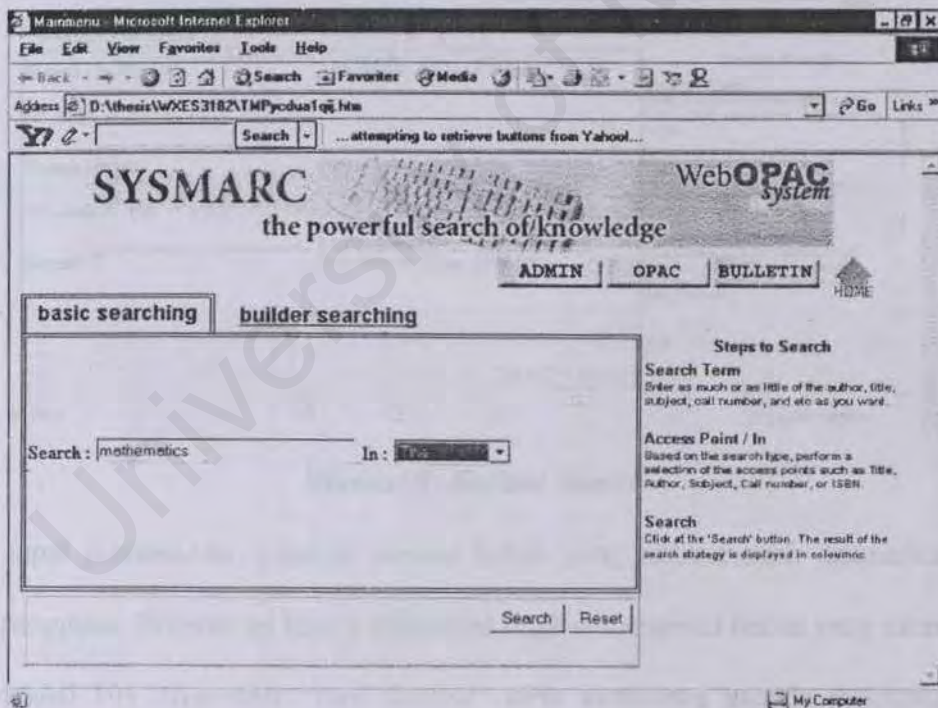 Mainmenu - Microsoft Internet Explorer
File Edit View Favorites Tools Help
Back Search Favorites Media
Address D:\thesis\WXES3182\TMPycdua1qij.htm Go Links »
Y! Search ...attempting to retrieve buttons from Yahoo!...
SYSMARC
WebOPAC
system
the powerful search of knowledge
ADMIN OPAC BULLETIN
HOME
basic searching builder searching
Steps to Search
Search Term
Enter as much or as little of the author, title,
subject, call number, and etc as you want.
Search : mathematics In :
Access Point / In
Based on the search type, perform a
selection of the access points such as Title,
Author, Subject, Call number, or ISBN.
Search
Click at the 'Search' button. The result of the
search strategy is displayed in columns.
Search Reset
My Computer